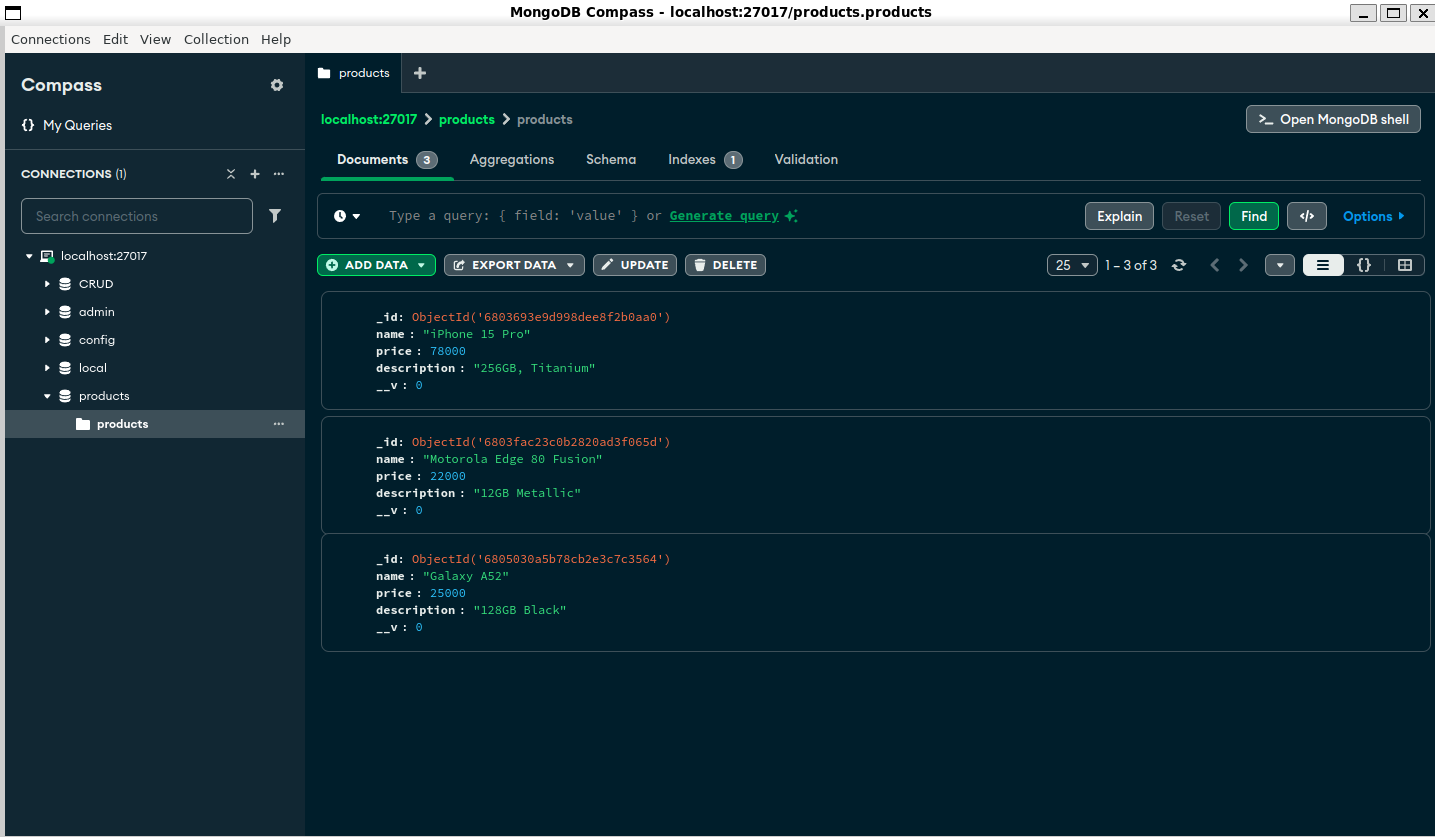 MongoDB Compass - localhost:27017/products.products
Connections Edit View Collection Help
Compass
{} My Queries
CONNECTIONS (1)
Search connections
localhost:27017
CRUD
admin
config
local
products
products
products
localhost:27017 > products > products
>_ Open MongoDB shell
Documents 3 Aggregations Schema Indexes 1 Validation
Type a query: { field: 'value' } or Generate query
Explain Reset Find </> Options
ADD DATA EXPORT DATA UPDATE DELETE
25 1 – 3 of 3 {}
_id: ObjectId('6803693e9d998dee8f2b0aa0')
name : "iPhone 15 Pro"
price : 78000
description : "256GB, Titanium"
__v : 0
_id: ObjectId('6803fac23c0b2820ad3f065d')
name : "Motorola Edge 80 Fusion"
price : 22000
description : "12GB Metallic"
__v : 0
_id: ObjectId('6805030a5b78cb2e3c7c3564')
name : "Galaxy A52"
price : 25000
description : "128GB Black"
__v : 0